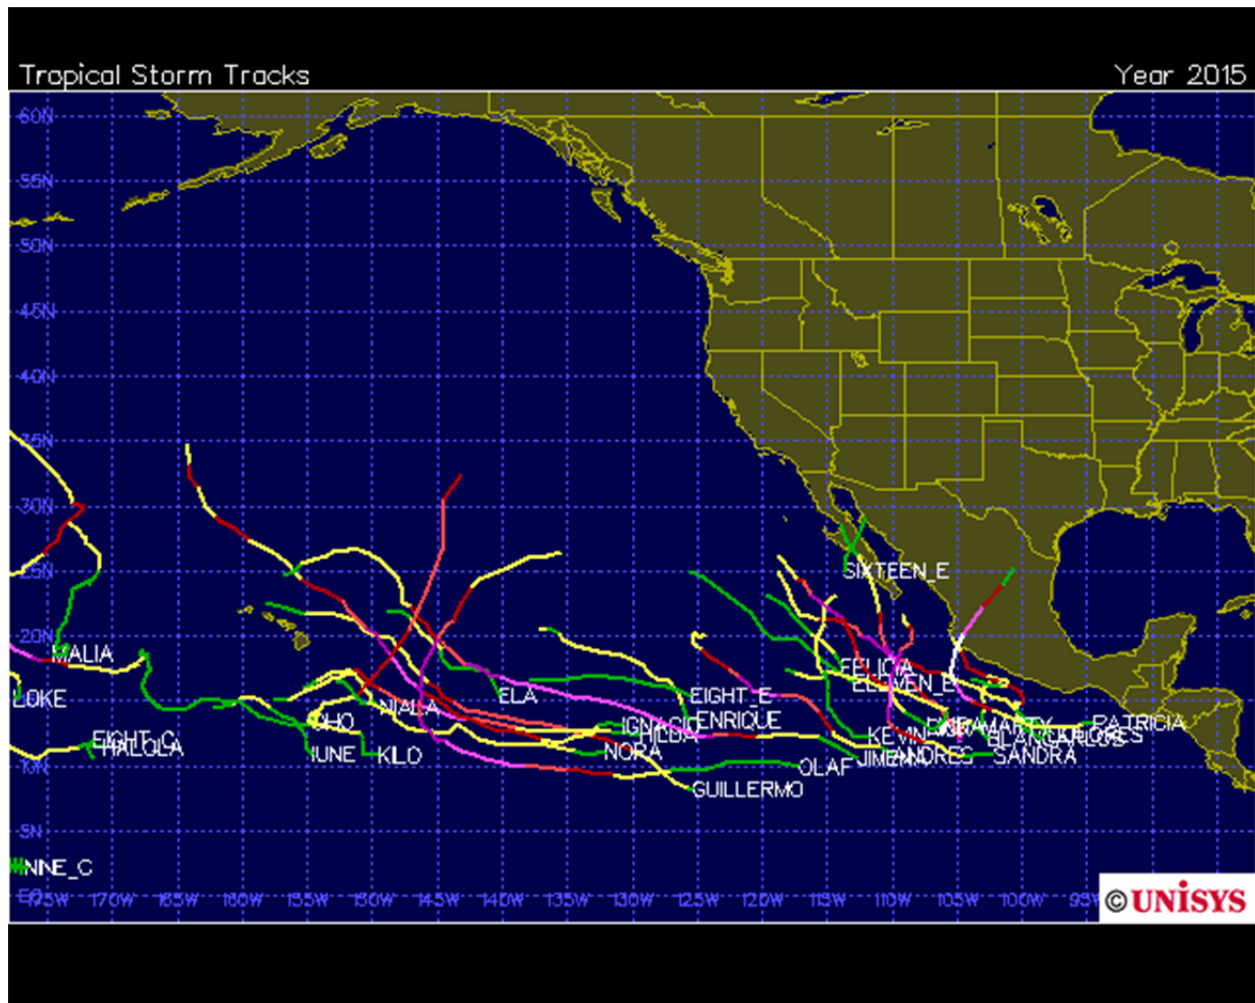 Tropical Storm Tracks
Year 2015
60N
55N
50N
45N
40N
35N
30N
25N
SIXTEEN_E
20N
MALIA
FELICIA
ELEVEN_E
LOKE
15N
NIALA
ELA
EIGHT_E
ENRIQUE
OHO
IGNACIO
HILDA
KEVIN
MARTY
PATRICIA
EIGHT_C
HALOLA
IUNE
KILO
NORA
JIMENA
ANDRES
SANDRA
10N
OLAF
GUILLERMO
5N
NINE_C
EQ
175W 170W 165W 160W 155W 150W 145W 140W 135W 130W 125W 120W 115W 110W 105W 100W 95W
© UNISYS